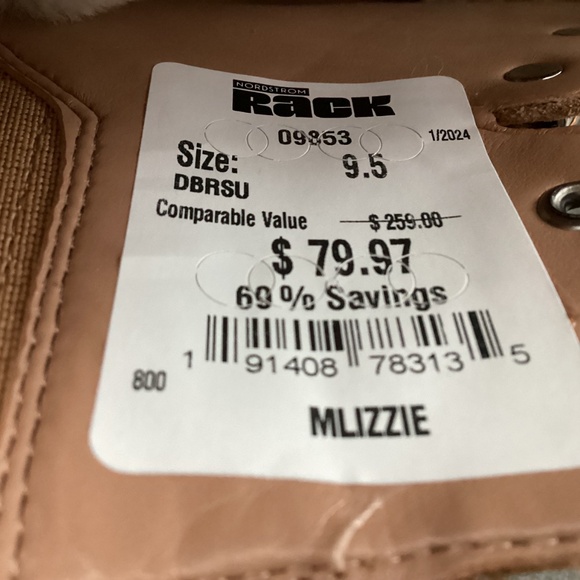 NORDSTROM
Rack
09853 1/2024
Size: 9.5
DBRSU
Comparable Value $259.00
$ 79.97
69 % Savings
1 91408 78313 5
800
MLIZZIE